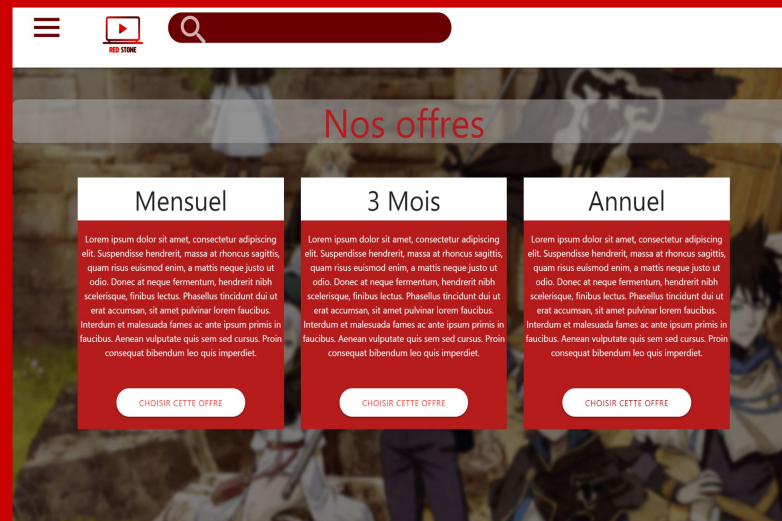 RED STONE
Nos offres
Mensuel
Lorem ipsum dolor sit amet, consectetur adipiscing
elit. Suspendisse hendrerit, massa at rhoncus sagittis,
quam risus euismod enim, a mattis neque justo ut
odio. Donec at neque fermentum, hendrerit nibh
scelerisque, finibus lectus. Phasellus tincidunt dui ut
erat accumsan, sit amet pulvinar lorem faucibus.
Interdum et malesuada fames ac ante ipsum primis in
faucibus. Aenean vulputate quis sem sed cursus. Proin
consequat bibendum leo quis imperdiet.
CHOISIR CETTE OFFRE
3 Mois
Lorem ipsum dolor sit amet, consectetur adipiscing
elit. Suspendisse hendrerit, massa at rhoncus sagittis,
quam risus euismod enim, a mattis neque justo ut
odio. Donec at neque fermentum, hendrerit nibh
scelerisque, finibus lectus. Phasellus tincidunt dui ut
erat accumsan, sit amet pulvinar lorem faucibus.
Interdum et malesuada fames ac ante ipsum primis in
faucibus. Aenean vulputate quis sem sed cursus. Proin
consequat bibendum leo quis imperdiet.
CHOISIR CETTE OFFRE
Annuel
Lorem ipsum dolor sit amet, consectetur adipiscing
elit. Suspendisse hendrerit, massa at rhoncus sagittis,
quam risus euismod enim, a mattis neque justo ut
odio. Donec at neque fermentum, hendrerit nibh
scelerisque, finibus lectus. Phasellus tincidunt dui ut
erat accumsan, sit amet pulvinar lorem faucibus.
Interdum et malesuada fames ac ante ipsum primis in
faucibus. Aenean vulputate quis sem sed cursus. Proin
consequat bibendum leo quis imperdiet.
CHOISIR CETTE OFFRE